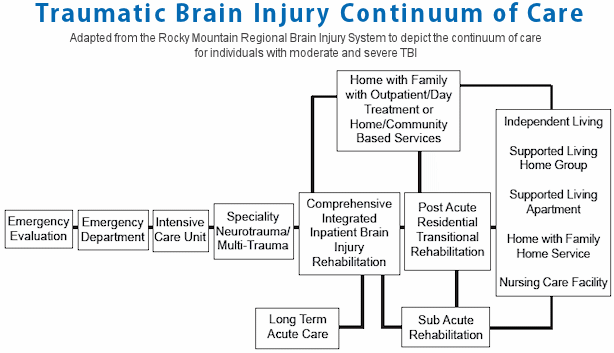 Traumatic Brain Injury Continuum of Care
Adapted from the Rocky Mountain Regional Brain Injury System to depict the continuum of care
for individuals with moderate and severe TBI
Home with Family
with Outpatient/Day
Treatment or
Home/Community
Based Services
Independent Living
Supported Living
Home Group
Supported Living
Apartment
Home with Family
Home Service
Nursing Care Facility
Emergency
Evaluation
Emergency
Department
Intensive
Care Unit
Speciality
Neurotrauma/
Multi-Trauma
Comprehensive
Integrated
Inpatient Brain
Injury
Rehabilitation
Post Acute
Residential
Transitional
Rehabilitation
Long Term
Acute Care
Sub Acute
Rehabilitation